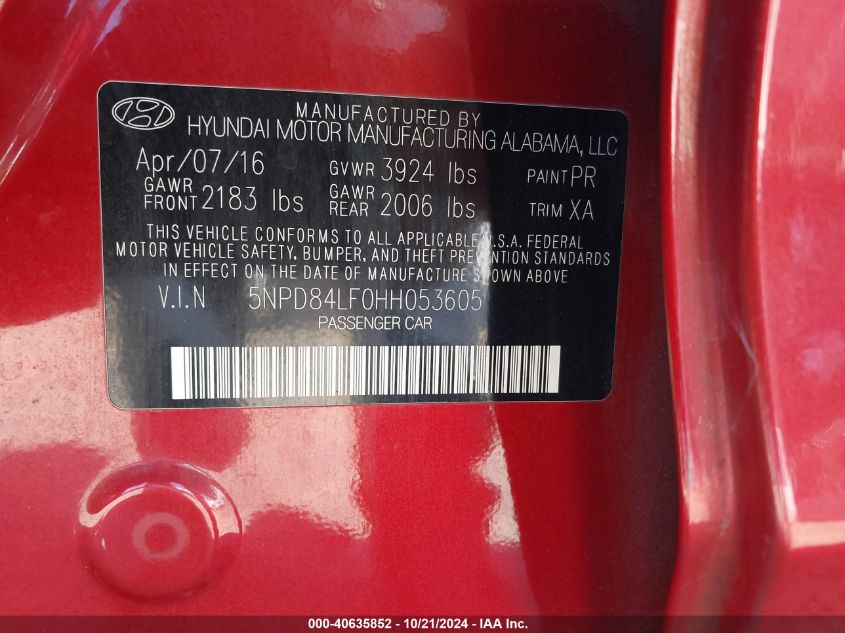 MANUFACTURED BY
HYUNDAI MOTOR MANUFACTURING ALABAMA, LLC
Apr/07/16 GVWR 3924 lbs PAINT PR
GAWR FRONT 2183 lbs GAWR REAR 2006 lbs TRIM XA
THIS VEHICLE CONFORMS TO ALL APPLICABLE U.S.A. FEDERAL
MOTOR VEHICLE SAFETY, BUMPER, AND THEFT PREVENTION STANDARDS
IN EFFECT ON THE DATE OF MANUFACTURE SHOWN ABOVE.
V.I.N 5NPD84LF0HH053605
PASSENGER CAR
000-40635852 - 10/21/2024 - IAA Inc.